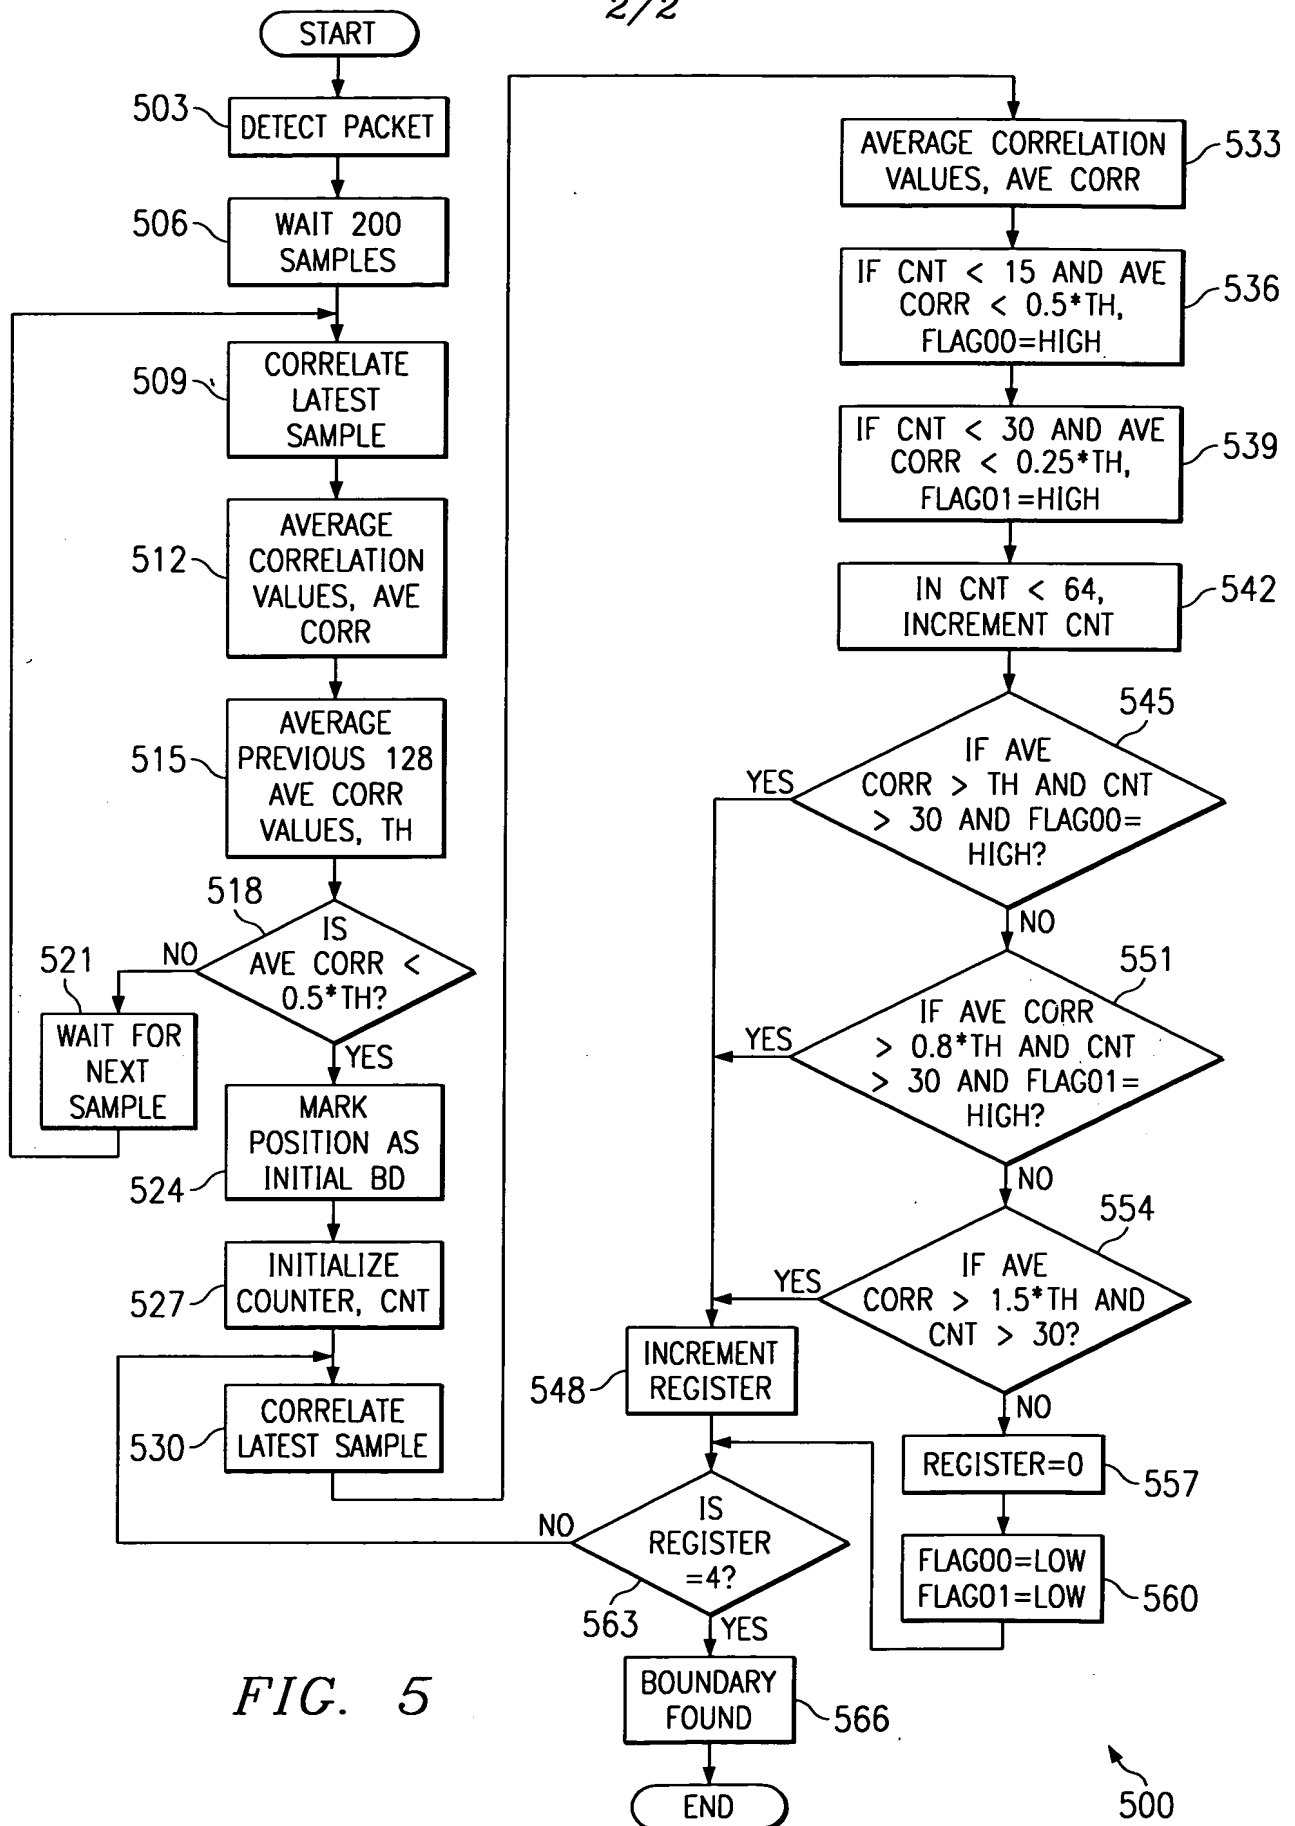 2/2
START
503
DETECT PACKET
506
WAIT 200
SAMPLES
509
CORRELATE
LATEST
SAMPLE
512
AVERAGE
CORRELATION
VALUES, AVE
CORR
515
AVERAGE
PREVIOUS 128
AVE CORR
VALUES, TH
518
IS
AVE CORR <
0.5*TH?
NO
YES
521
WAIT FOR
NEXT
SAMPLE
524
MARK
POSITION AS
INITIAL BD
527
INITIALIZE
COUNTER, CNT
530
CORRELATE
LATEST SAMPLE
533
AVERAGE CORRELATION
VALUES, AVE CORR
536
IF CNT < 15 AND AVE
CORR < 0.5*TH,
FLAG00=HIGH
539
IF CNT < 30 AND AVE
CORR < 0.25*TH,
FLAG01=HIGH
542
IN CNT < 64,
INCREMENT CNT
545
IF AVE
CORR > TH AND CNT
> 30 AND FLAG00=
HIGH?
YES
NO
551
IF AVE CORR
> 0.8*TH AND CNT
> 30 AND FLAG01=
HIGH?
YES
NO
554
IF AVE
CORR > 1.5*TH AND
CNT > 30?
YES
NO
548
INCREMENT
REGISTER
REGISTER=0
557
FLAG00=LOW
FLAG01=LOW
560
IS
REGISTER
=4?
NO
563
YES
BOUNDARY
FOUND
566
END
FIG. 5
500